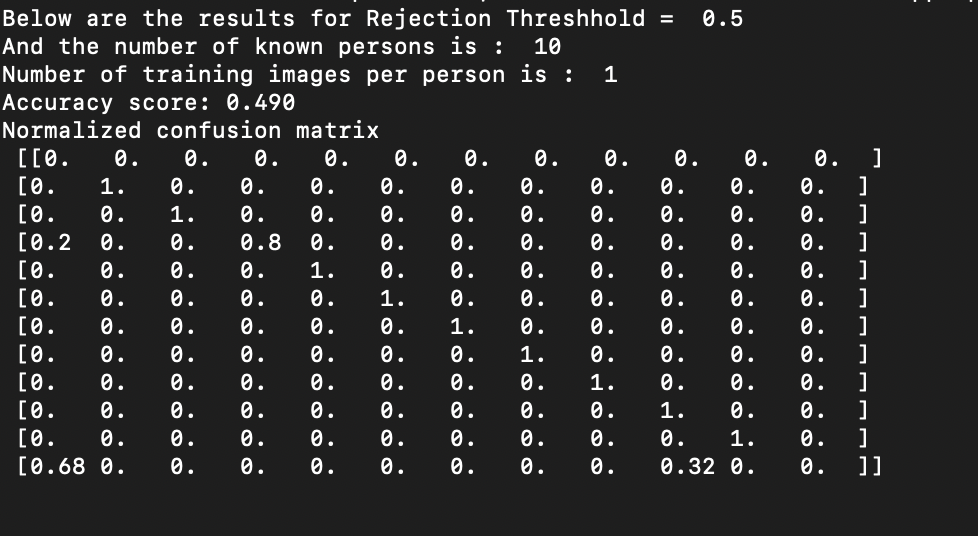 Below are the results for Rejection Threshhold =  0.5
And the number of known persons is :  10
Number of training images per person is :  1
Accuracy score: 0.490
Normalized confusion matrix
 [[0.   0.   0.   0.   0.   0.   0.   0.   0.   0.   0.   0.  ]
 [0.   1.   0.   0.   0.   0.   0.   0.   0.   0.   0.   0.  ]
 [0.   0.   1.   0.   0.   0.   0.   0.   0.   0.   0.   0.  ]
 [0.2  0.   0.   0.8  0.   0.   0.   0.   0.   0.   0.   0.  ]
 [0.   0.   0.   0.   1.   0.   0.   0.   0.   0.   0.   0.  ]
 [0.   0.   0.   0.   0.   1.   0.   0.   0.   0.   0.   0.  ]
 [0.   0.   0.   0.   0.   0.   1.   0.   0.   0.   0.   0.  ]
 [0.   0.   0.   0.   0.   0.   0.   1.   0.   0.   0.   0.  ]
 [0.   0.   0.   0.   0.   0.   0.   0.   1.   0.   0.   0.  ]
 [0.   0.   0.   0.   0.   0.   0.   0.   0.   1.   0.   0.  ]
 [0.   0.   0.   0.   0.   0.   0.   0.   0.   0.   1.   0.  ]
 [0.68 0.   0.   0.   0.   0.   0.   0.   0.   0.32 0.   0.  ]]